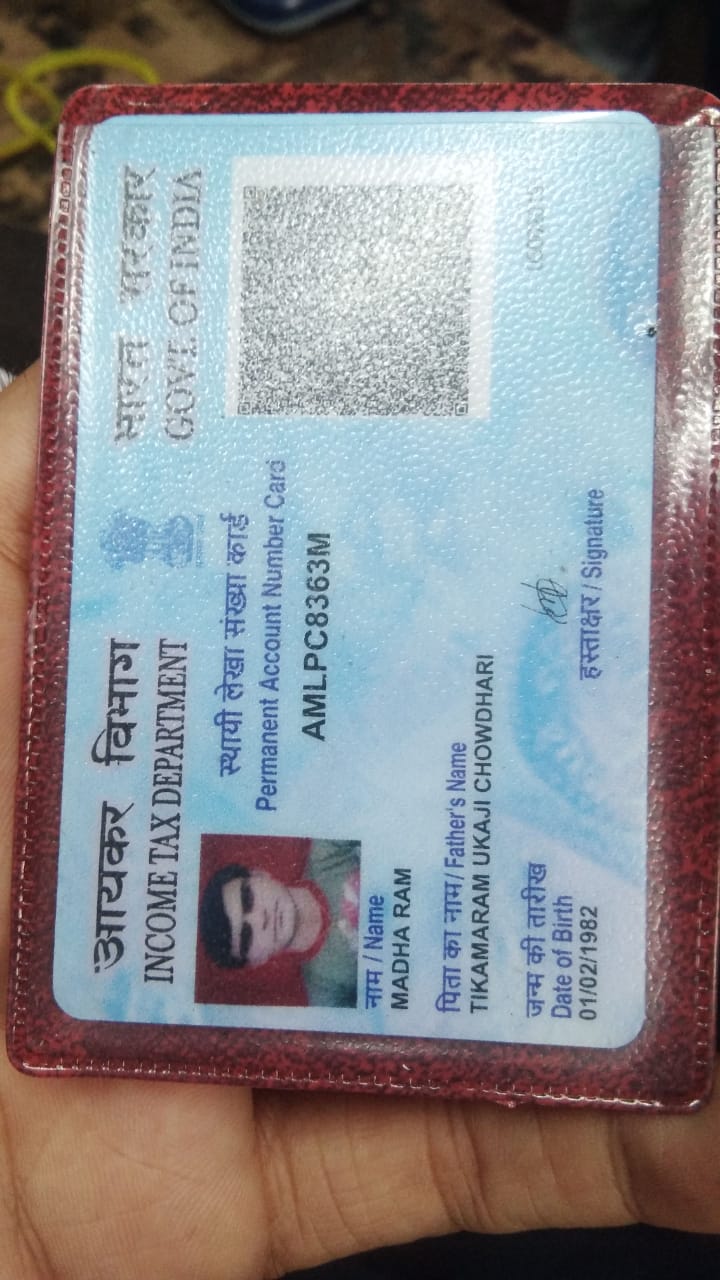 आयकर विभाग
INCOME TAX DEPARTMENT
भारत सरकार
GOVT. OF INDIA
स्थायी लेखा संख्या कार्ड
Permanent Account Number Card
AMLPC8363M
नाम / Name
MADHA RAM
पिता का नाम / Father's Name
TIKAMARAM UKAJI CHOWDHARI
जन्म की तारीख
Date of Birth
01/02/1982
हस्ताक्षर / Signature